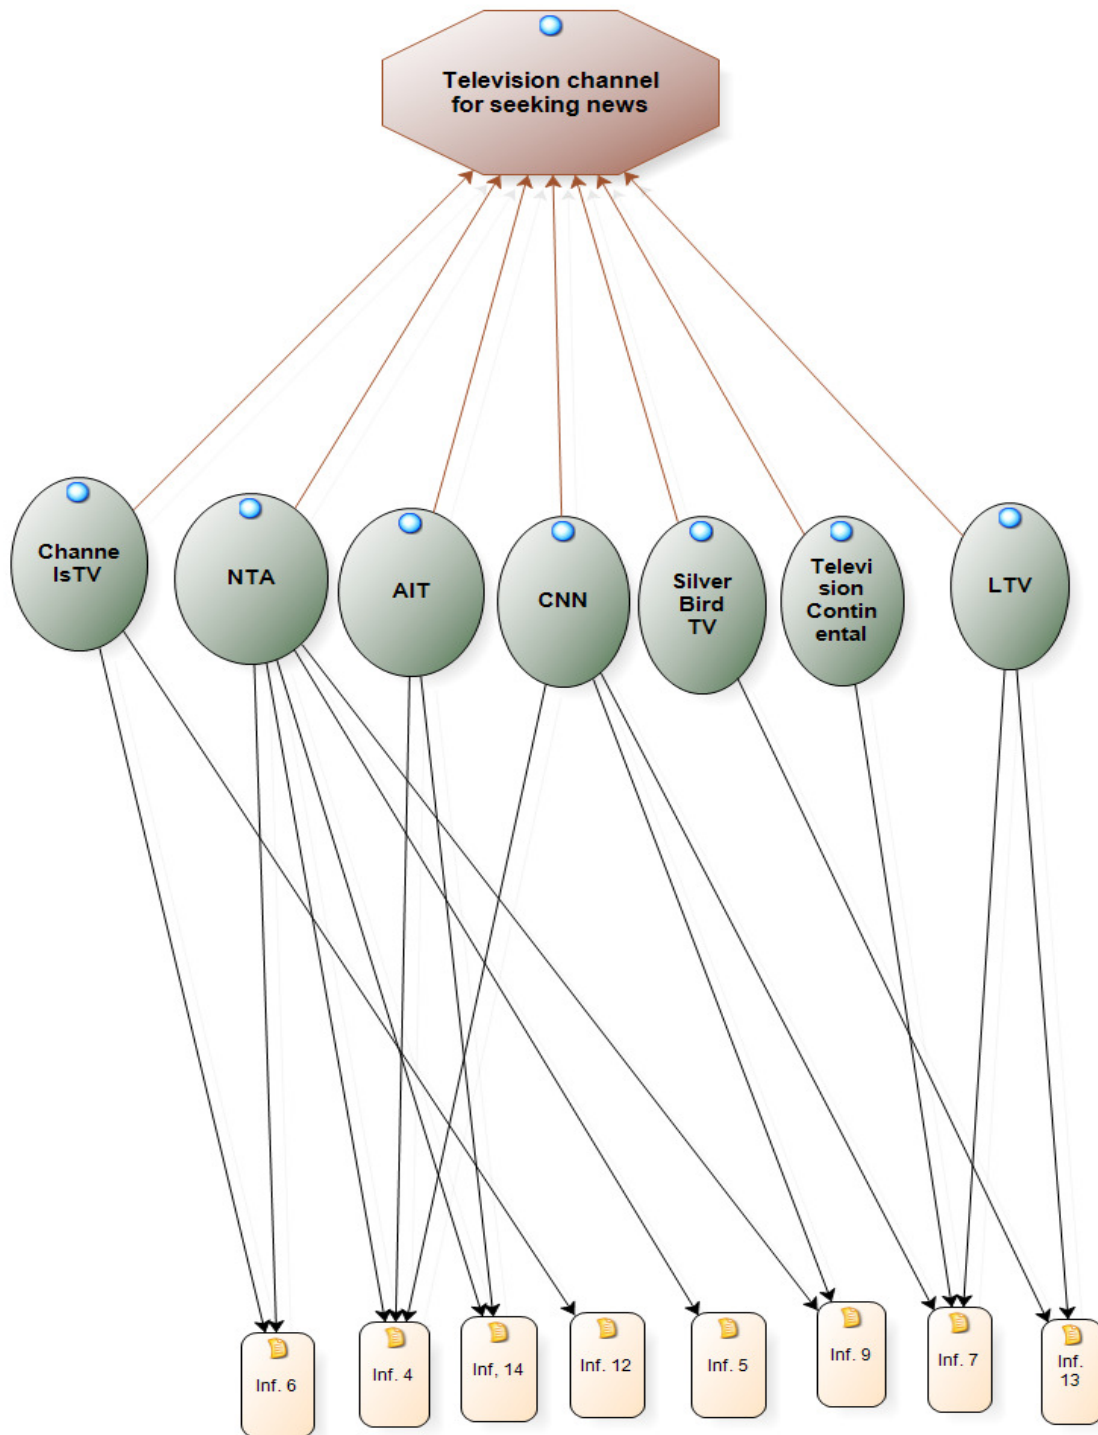 Television channel
for seeking news
Channe
lsTV
NTA
AIT
CNN
Silver
Bird
TV
Televi
sion
Contin
ental
LTV
Inf. 6
Inf. 4
Inf, 14
Inf. 12
Inf. 5
Inf. 9
Inf. 7
Inf.
13